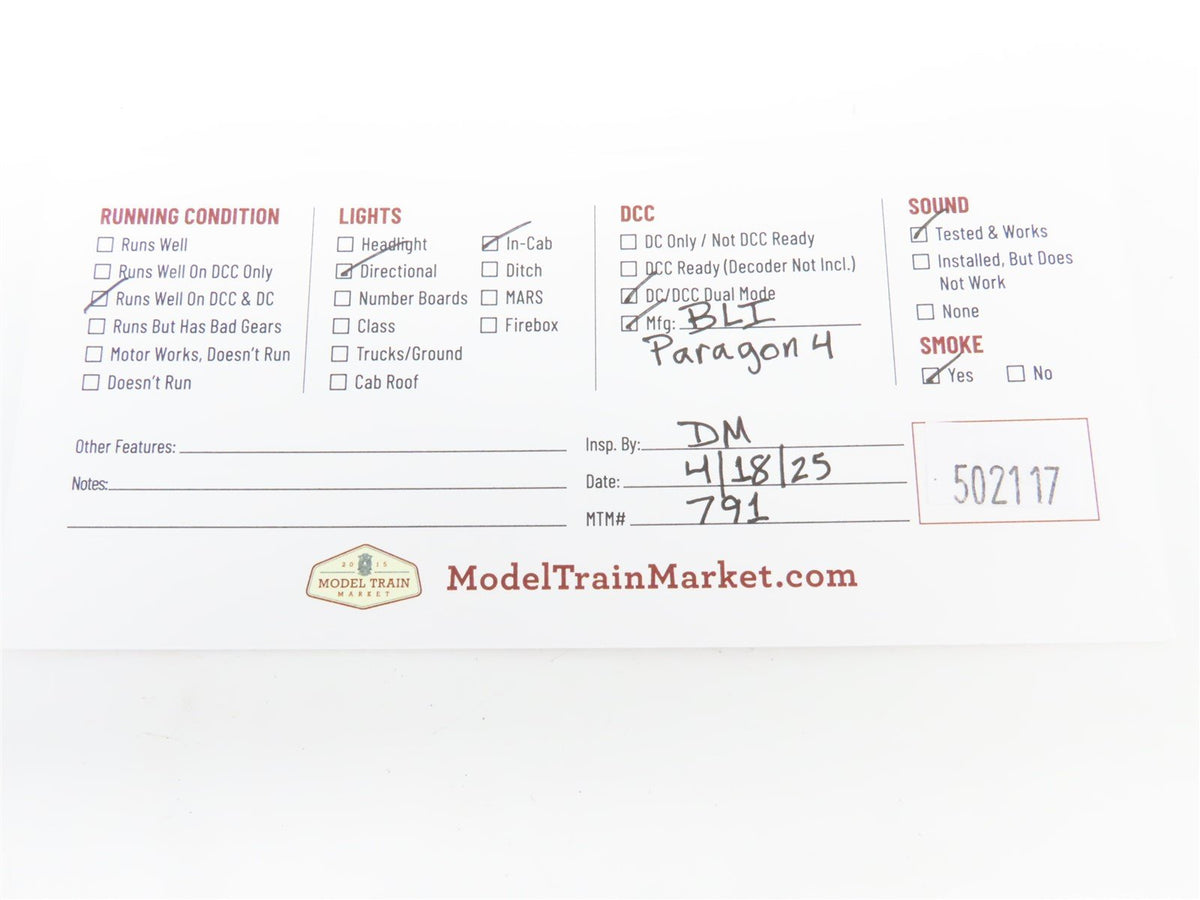 RUNNING CONDITION
Runs Well
Runs Well On DCC Only
Runs Well On DCC & DC
Runs But Has Bad Gears
Motor Works, Doesn't Run
Doesn't Run
LIGHTS
Headlight
Directional
Number Boards
Class
Trucks/Ground
Cab Roof
In-Cab
Ditch
MARS
Firebox
DCC
DC Only / Not DCC Ready
DCC Ready (Decoder Not Incl.)
DC/DCC Dual Mode
Mfg: BLI
Paragon 4
SOUND
Tested & Works
Installed, But Does
Not Work
None
SMOKE
Yes No
Other Features:
Notes:
Insp. By: DM
Date: 4/18/25
MTM# 791
502117
2015
MODEL TRAIN
MARKET
ModelTrainMarket.com